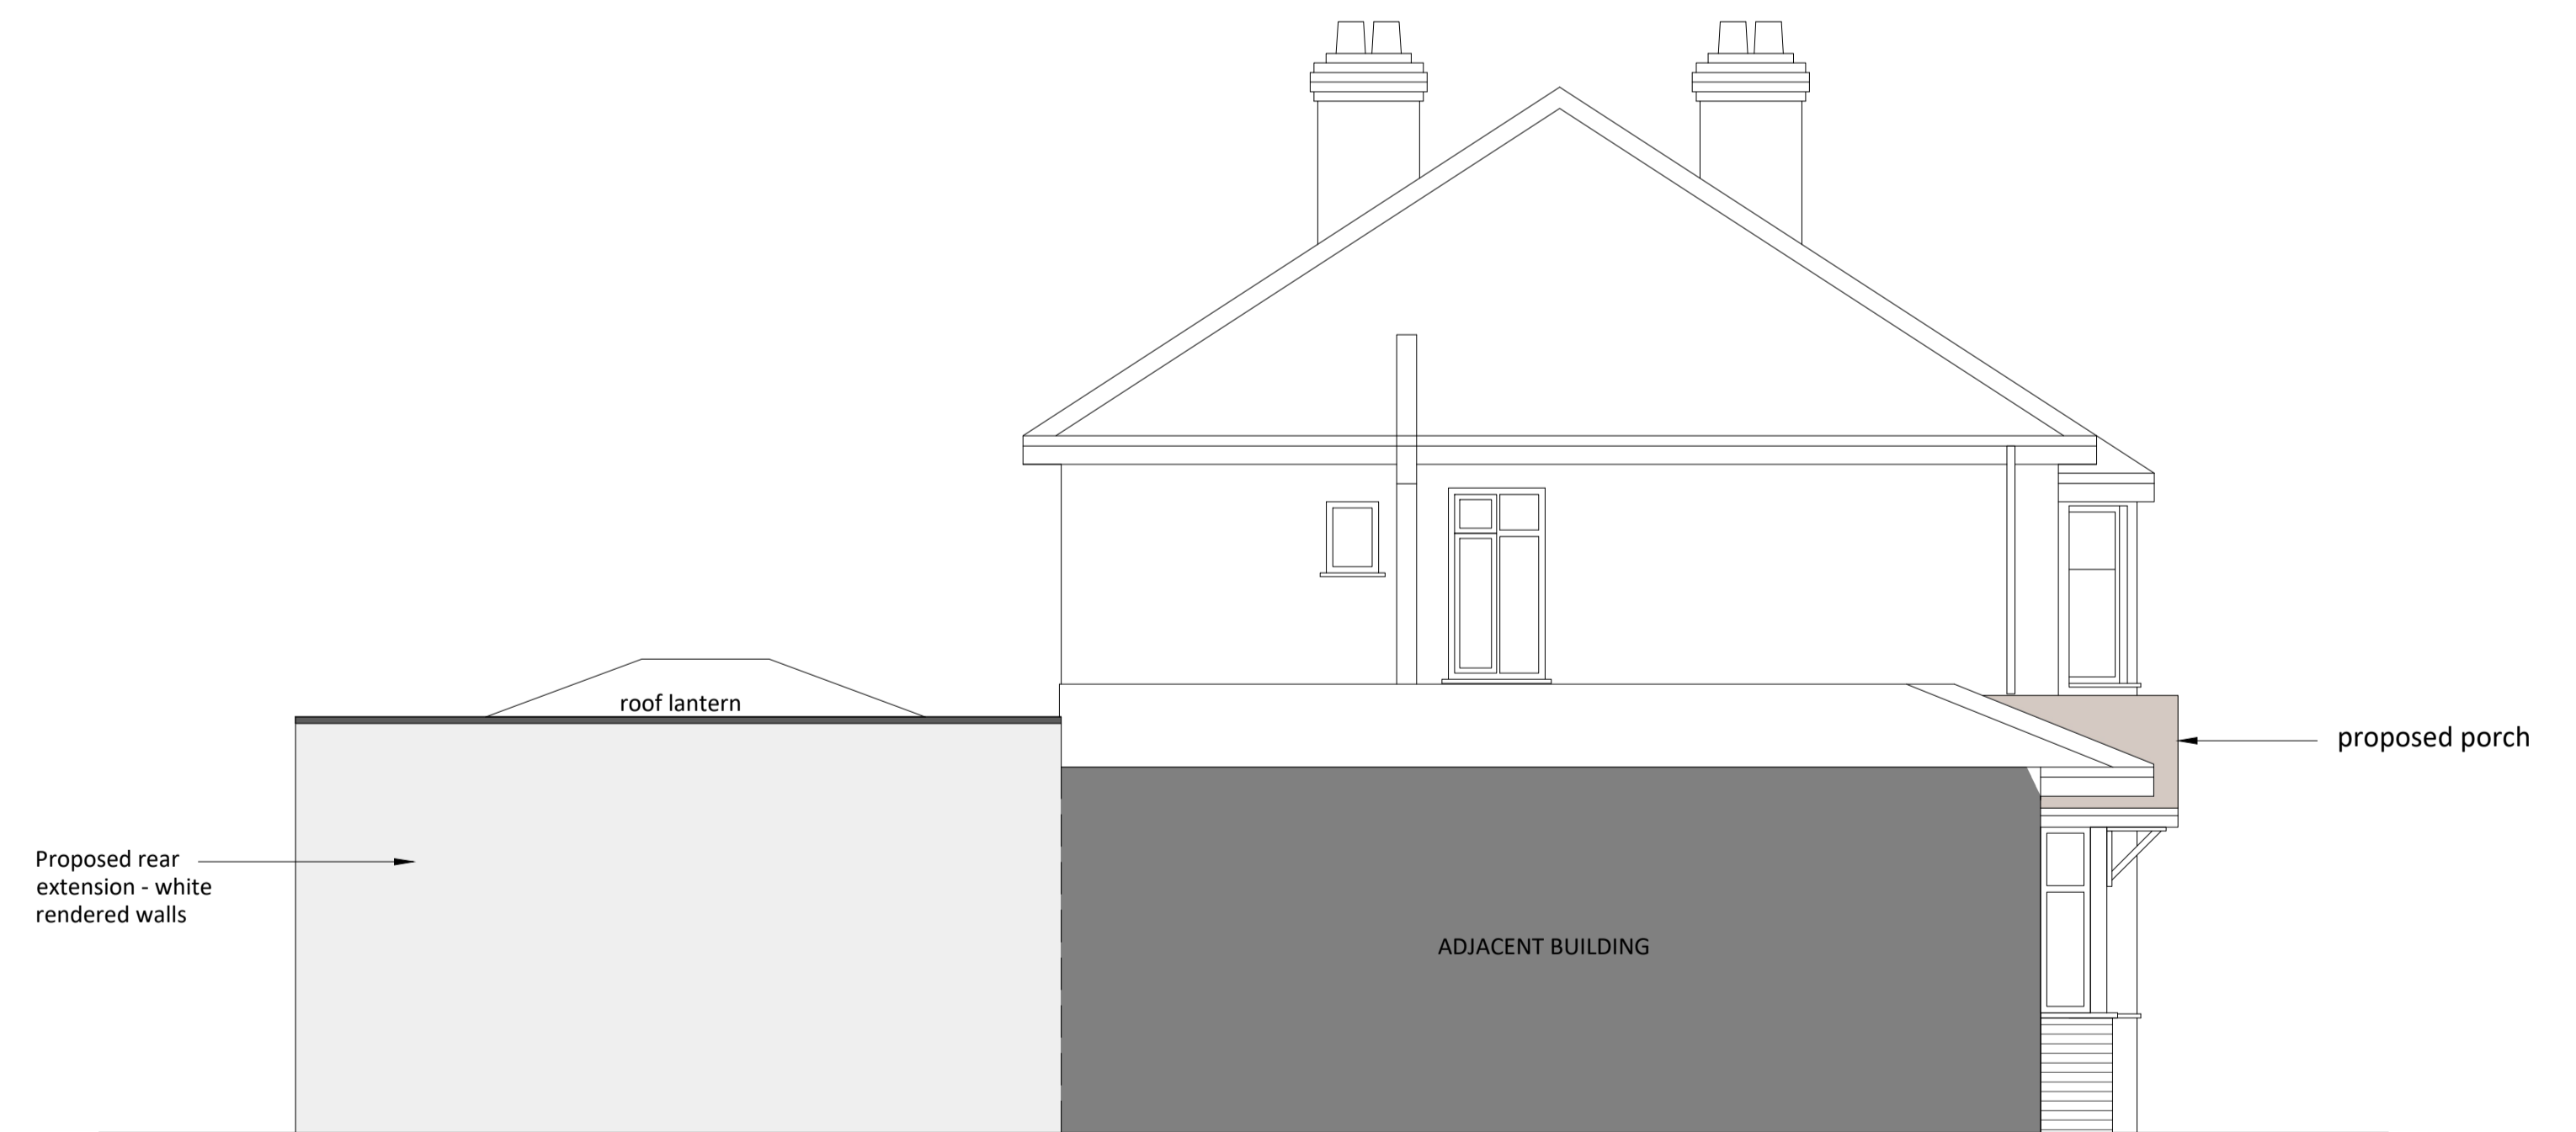 roof lantern
proposed porch
Proposed rear
extension - white
rendered walls
ADJACENT BUILDING